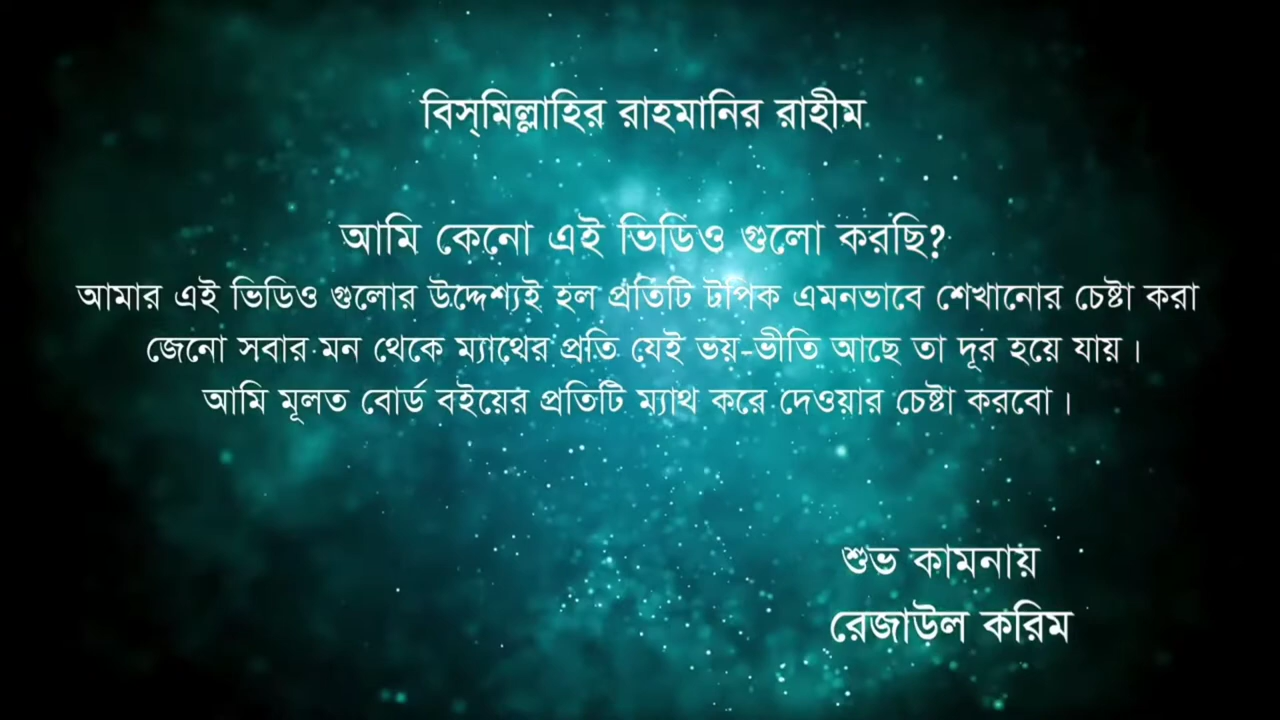 বিস্‌মিল্লাহির রাহমানির রাহীম
আমি কেনো এই ভিডিও গুলো করছি?
আমার এই ভিডিও গুলোর উদ্দেশ্যই হল প্রতিটি টপিক এমনভাবে শেখানোর চেষ্টা করা
জেনো সবার মন থেকে ম্যাথের প্রতি যেই ভয়-ভীতি আছে তা দূর হয়ে যায়।
আমি মূলত বোর্ড বইয়ের প্রতিটি ম্যাথ করে দেওয়ার চেষ্টা করবো।
শুভ কামনায়
রেজাউল করিম